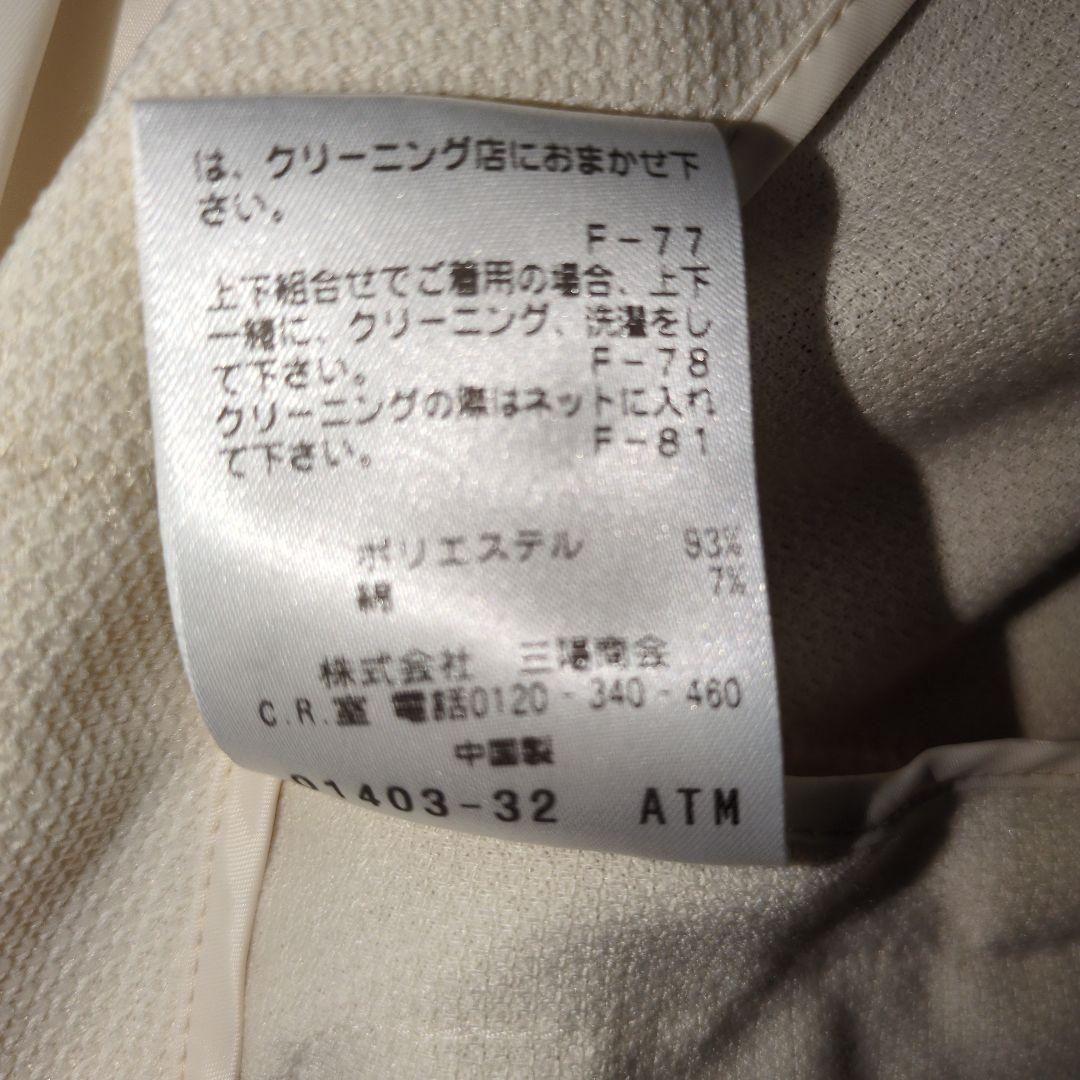 は、クリーニング店におまかせ下
さい。
F-77
上下組合せでご着用の場合、上下
一緒に、クリーニング、洗濯をし
て下さい。 F-78
クリーニングの際はネットに入れ
て下さい。 F-81
ポリエステル 93%
綿 7%
株式会社 三陽商会
C.R.室 電話0120-340-460
中国製
01403-32 ATM